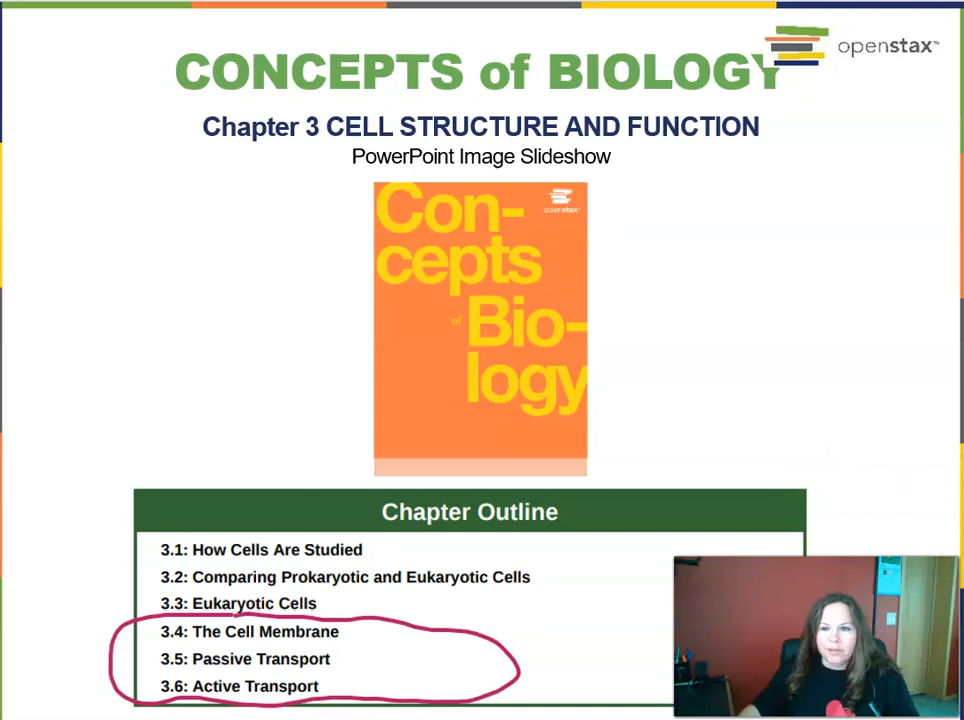 openstax™
CONCEPTS of BIOLOGY
Chapter 3 CELL STRUCTURE AND FUNCTION
PowerPoint Image Slideshow
openstax™
Con-
cepts
of Bio-
logy
Chapter Outline
3.1: How Cells Are Studied
3.2: Comparing Prokaryotic and Eukaryotic Cells
3.3: Eukaryotic Cells
3.4: The Cell Membrane
3.5: Passive Transport
3.6: Active Transport